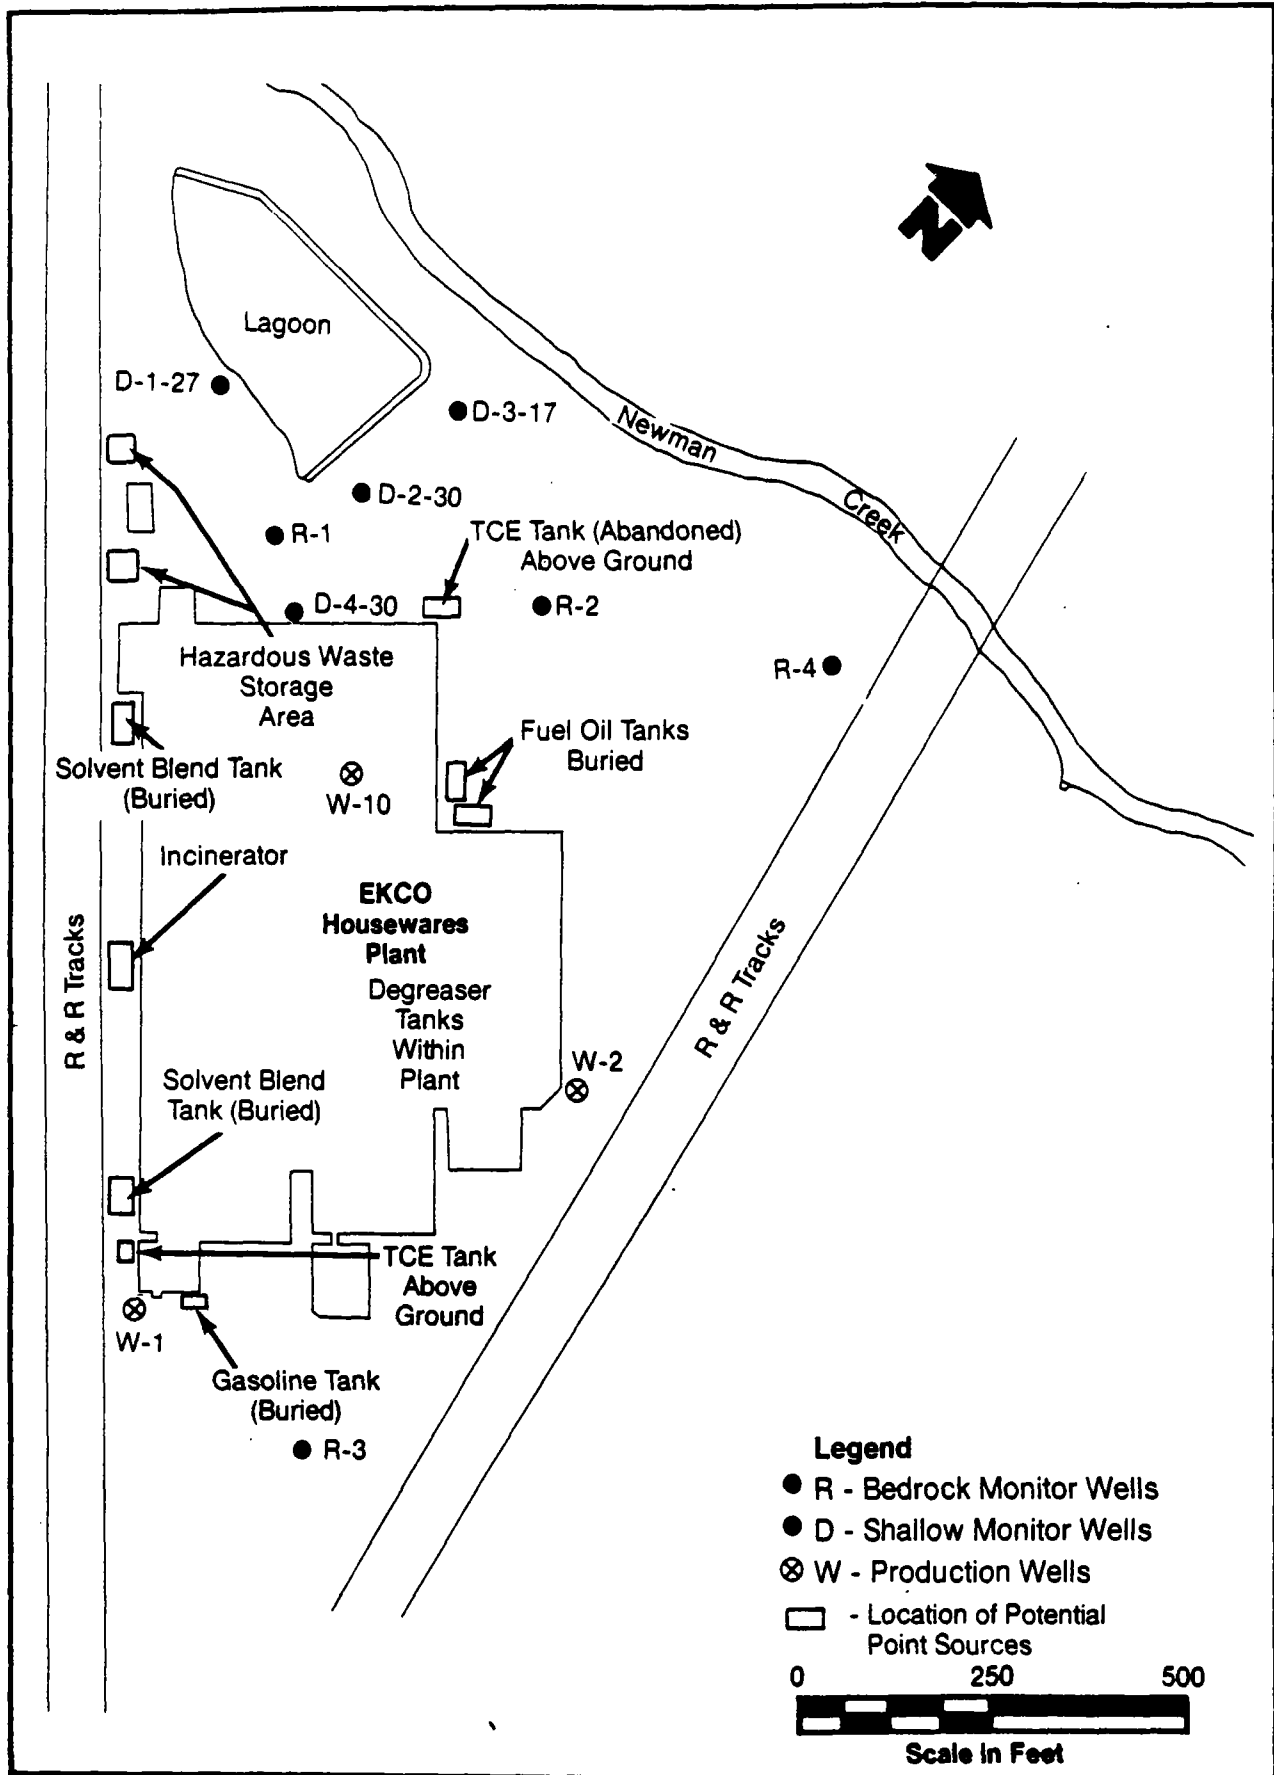 N
Lagoon
D-1-27
D-3-17
Newman
Creek
D-2-30
R-1
TCE Tank (Abandoned)
Above Ground
D-4-30
R-2
R-4
Hazardous Waste
Storage
Area
Fuel Oil Tanks
Buried
Solvent Blend Tank
(Buried)
W-10
Incinerator
EKCO
Housewares
Plant
Degreaser
Tanks
Within
Plant
R & R Tracks
R & R Tracks
W-2
Solvent Blend
Tank (Buried)
TCE Tank
Above
Ground
W-1
Gasoline Tank
(Buried)
R-3
Legend
R - Bedrock Monitor Wells
D - Shallow Monitor Wells
W - Production Wells
- Location of Potential
Point Sources
0 250 500
Scale In Feet